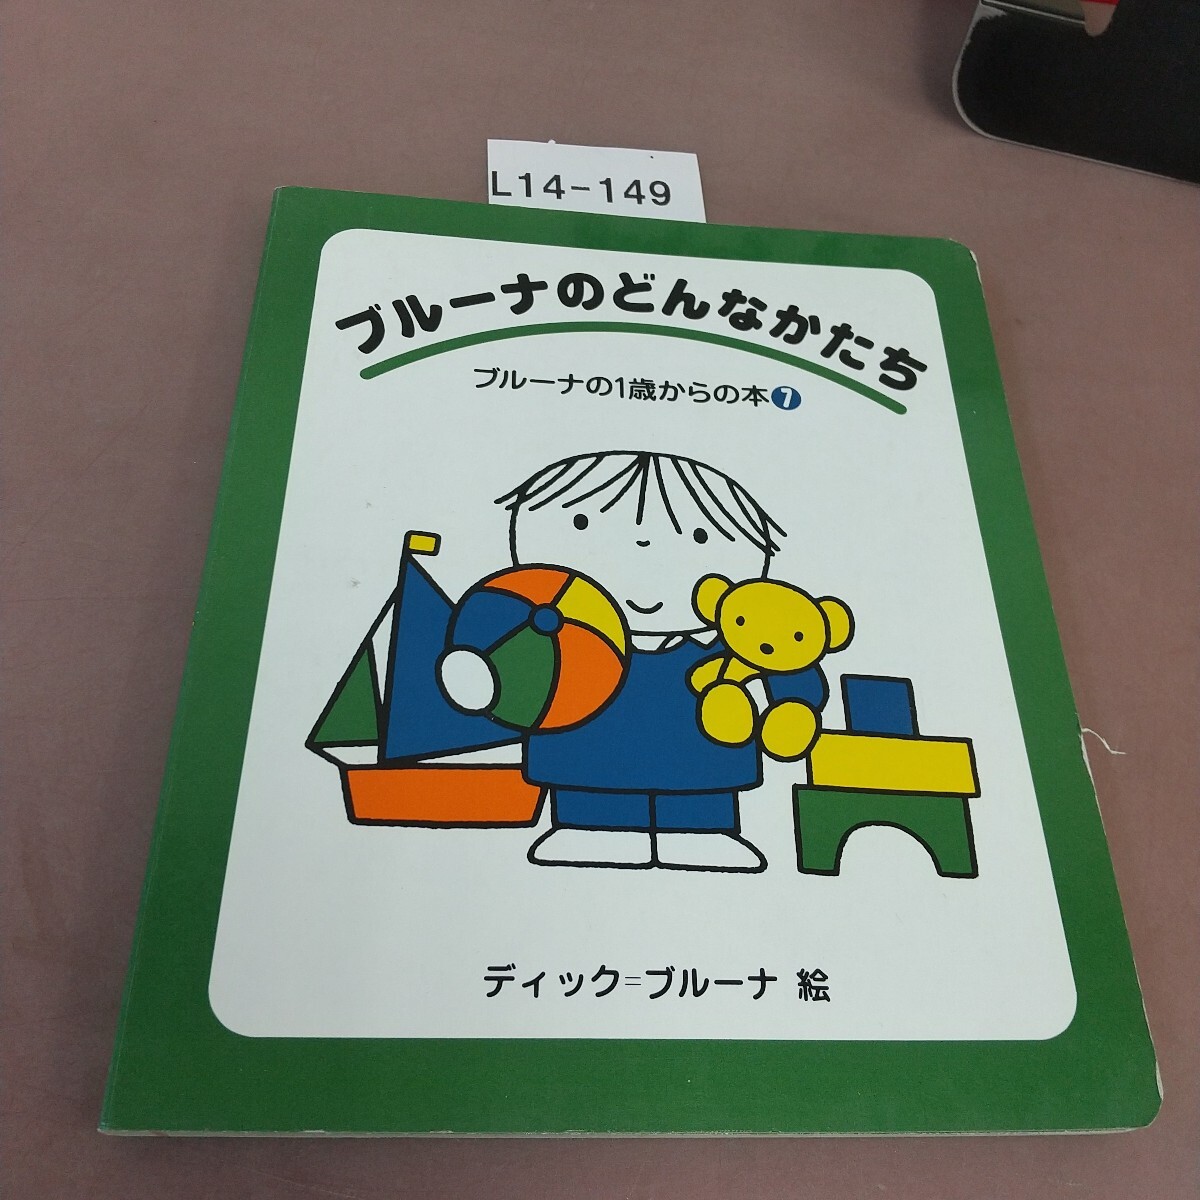 L14-149
ブルーナのどんなかたち
ブルーナの1歳からの本7
ディック=ブルーナ 絵